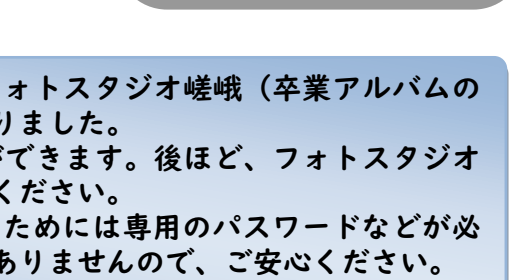 ォトスタジオ嵯峨（卒業アルバムの
りました。
ができます。後ほど、フォトスタジオ
ください。
ためには専用のパスワードなどが必
ありませんので、ご安心ください。